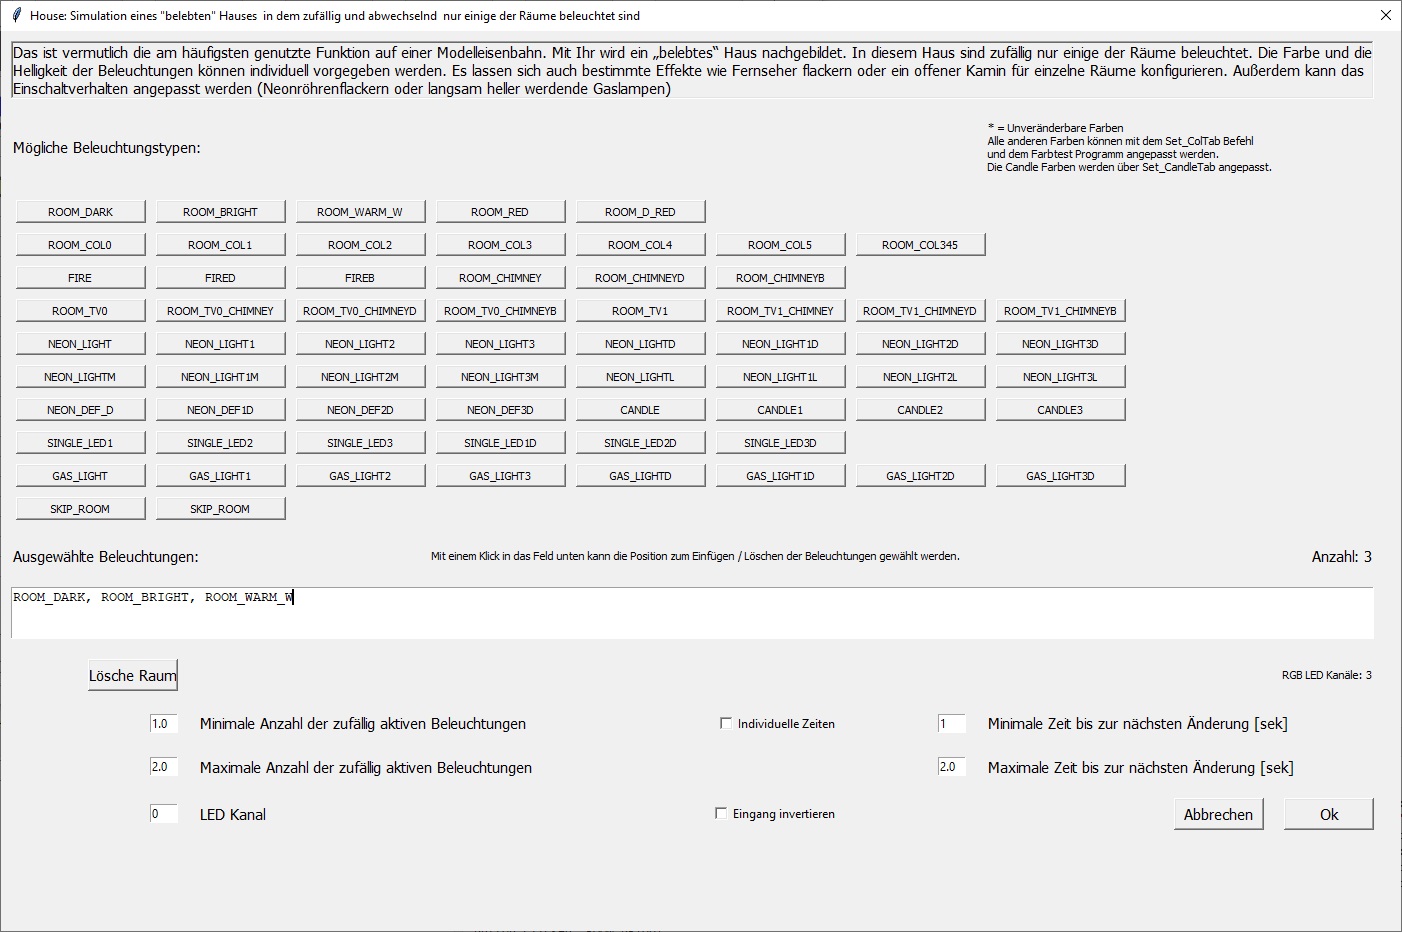 House: Simulation eines "belebten" Hauses  in dem zufällig und abwechselnd  nur einige der Räume beleuchtet sind
Das ist vermutlich die am häufigsten genutzte Funktion auf einer Modelleisenbahn. Mit Ihr wird ein „belebtes“ Haus nachgebildet. In diesem Haus sind zufällig nur einige der Räume beleuchtet. Die Farbe und die
Helligkeit der Beleuchtungen können individuell vorgegeben werden. Es lassen sich auch bestimmte Effekte wie Fernseher flackern oder ein offener Kamin für einzelne Räume konfigurieren. Außerdem kann das
Einschaltverhalten angepasst werden (Neonröhrenflackern oder langsam heller werdende Gaslampen)
* = Unveränderbare Farben
Alle anderen Farben können mit dem Set_ColTab Befehl
und dem Farbtest Programm angepasst werden.
Die Candle Farben werden über Set_CandleTab angepasst.
Mögliche Beleuchtungstypen:
ROOM_DARK ROOM_BRIGHT ROOM_WARM_W ROOM_RED ROOM_D_RED
ROOM_COL0 ROOM_COL1 ROOM_COL2 ROOM_COL3 ROOM_COL4 ROOM_COL5 ROOM_COL345
FIRE FIRED FIREB ROOM_CHIMNEY ROOM_CHIMNEYD ROOM_CHIMNEYB
ROOM_TV0 ROOM_TV0_CHIMNEY ROOM_TV0_CHIMNEYD ROOM_TV0_CHIMNEYB ROOM_TV1 ROOM_TV1_CHIMNEY ROOM_TV1_CHIMNEYD ROOM_TV1_CHIMNEYB
NEON_LIGHT NEON_LIGHT1 NEON_LIGHT2 NEON_LIGHT3 NEON_LIGHTD NEON_LIGHT1D NEON_LIGHT2D NEON_LIGHT3D
NEON_LIGHTM NEON_LIGHT1M NEON_LIGHT2M NEON_LIGHT3M NEON_LIGHTL NEON_LIGHT1L NEON_LIGHT2L NEON_LIGHT3L
NEON_DEF_D NEON_DEF1D NEON_DEF2D NEON_DEF3D CANDLE CANDLE1 CANDLE2 CANDLE3
SINGLE_LED1 SINGLE_LED2 SINGLE_LED3 SINGLE_LED1D SINGLE_LED2D SINGLE_LED3D
GAS_LIGHT GAS_LIGHT1 GAS_LIGHT2 GAS_LIGHT3 GAS_LIGHTD GAS_LIGHT1D GAS_LIGHT2D GAS_LIGHT3D
SKIP_ROOM SKIP_ROOM
Ausgewählte Beleuchtungen: Mit einem Klick in das Feld unten kann die Position zum Einfügen / Löschen der Beleuchtungen gewählt werden. Anzahl: 3
ROOM_DARK, ROOM_BRIGHT, ROOM_WARM_W
Lösche Raum RGB LED Kanäle: 3
1.0 Minimale Anzahl der zufällig aktiven Beleuchtungen Individuelle Zeiten 1 Minimale Zeit bis zur nächsten Änderung [sek]
2.0 Maximale Anzahl der zufällig aktiven Beleuchtungen 2.0 Maximale Zeit bis zur nächsten Änderung [sek]
0 LED Kanal Eingang invertieren Abbrechen Ok